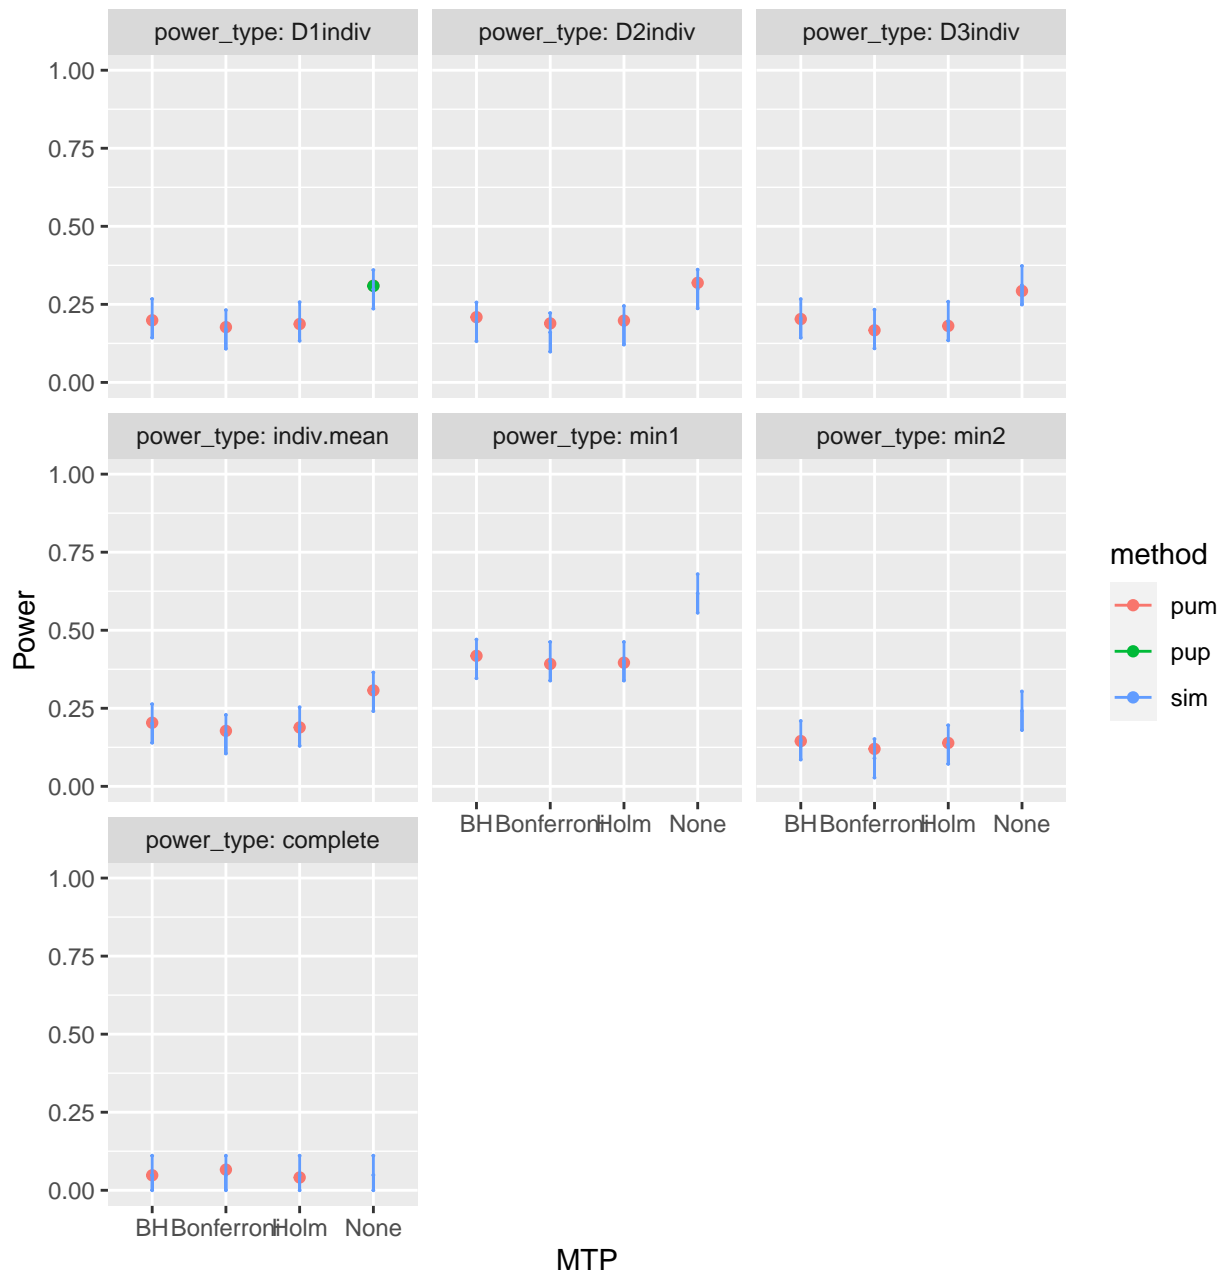 power_type: D1indiv power_type: D2indiv power_type: D3indiv
1.00
0.75
0.50
0.25
0.00
power_type: indiv.mean power_type: min1 power_type: min2
1.00
0.75
0.50
0.25
0.00
BH Bonferroni Holm None BH Bonferroni Holm None
power_type: complete
1.00
0.75
0.50
0.25
0.00
BH Bonferroni Holm None
MTP
Power
method
pum
pup
sim